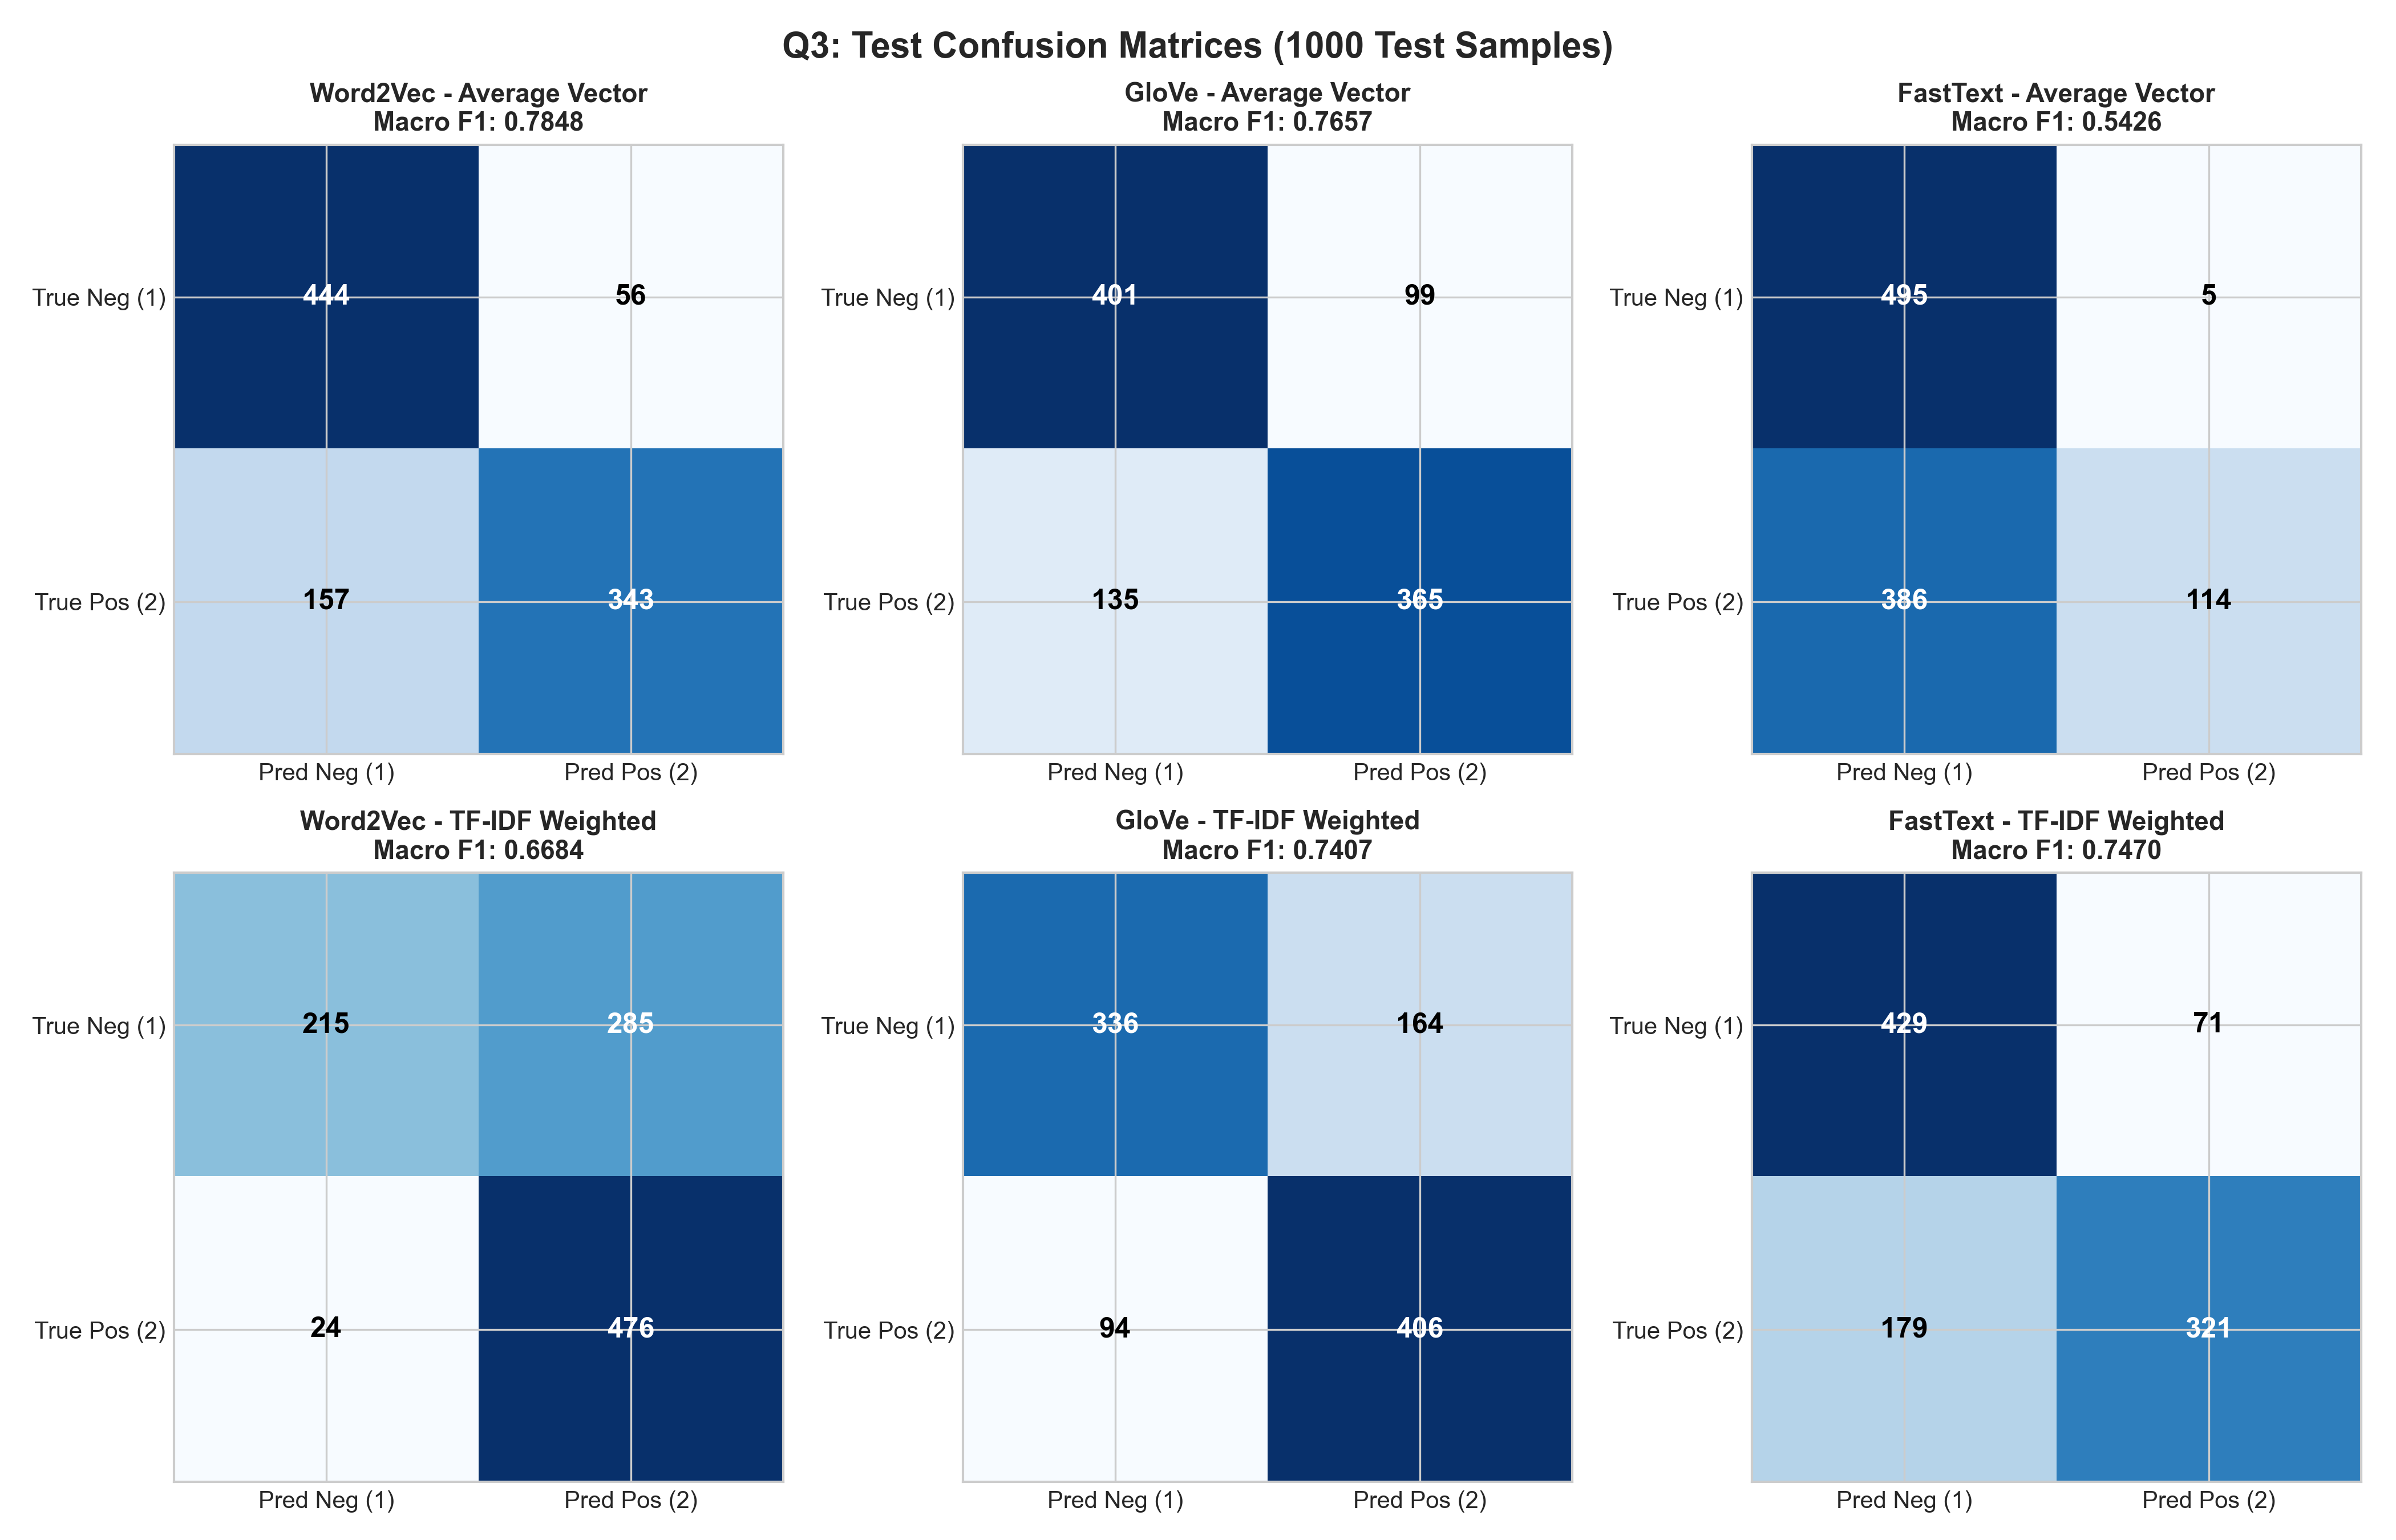 Q3: Test Confusion Matrices (1000 Test Samples)
Word2Vec - Average Vector
Macro F1: 0.7848
True Neg (1)
444
56
True Pos (2)
157
343
Pred Neg (1)
Pred Pos (2)
GloVe - Average Vector
Macro F1: 0.7657
True Neg (1)
401
99
True Pos (2)
135
365
Pred Neg (1)
Pred Pos (2)
FastText - Average Vector
Macro F1: 0.5426
True Neg (1)
495
5
True Pos (2)
386
114
Pred Neg (1)
Pred Pos (2)
Word2Vec - TF-IDF Weighted
Macro F1: 0.6684
True Neg (1)
215
285
True Pos (2)
24
476
Pred Neg (1)
Pred Pos (2)
GloVe - TF-IDF Weighted
Macro F1: 0.7407
True Neg (1)
336
164
True Pos (2)
94
406
Pred Neg (1)
Pred Pos (2)
FastText - TF-IDF Weighted
Macro F1: 0.7470
True Neg (1)
429
71
True Pos (2)
179
321
Pred Neg (1)
Pred Pos (2)